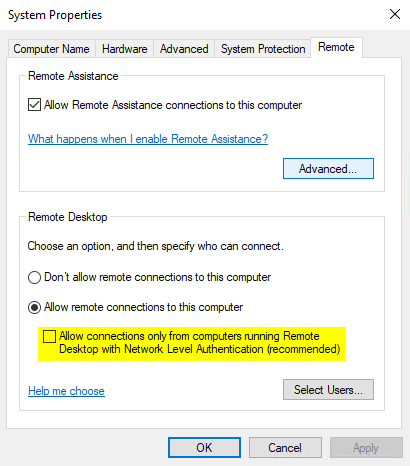 System Properties
Computer Name Hardware Advanced System Protection Remote
Remote Assistance
Allow Remote Assistance connections to this computer
What happens when I enable Remote Assistance?
Advanced...
Remote Desktop
Choose an option, and then specify who can connect.
Don't allow remote connections to this computer
Allow remote connections to this computer
Allow connections only from computers running Remote
Desktop with Network Level Authentication (recommended)
Help me choose
Select Users...
OK Cancel Apply